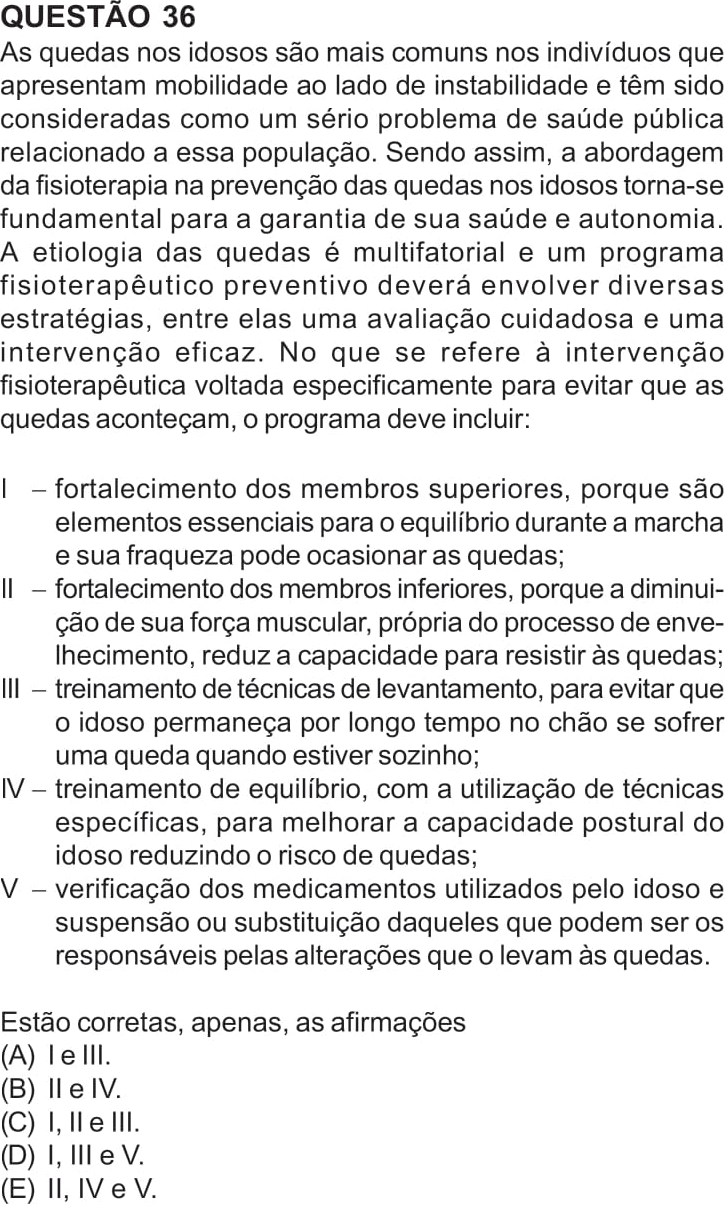 QUESTÃO 36
As quedas nos idosos são mais comuns nos indivíduos que
apresentam mobilidade ao lado de instabilidade e têm sido
consideradas como um sério problema de saúde pública
relacionado a essa população. Sendo assim, a abordagem
da fisioterapia na prevenção das quedas nos idosos torna-se
fundamental para a garantia de sua saúde e autonomia.
A etiologia das quedas é multifatorial e um programa
fisioterapêutico preventivo deverá envolver diversas
estratégias, entre elas uma avaliação cuidadosa e uma
intervenção eficaz. No que se refere à intervenção
fisioterapêutica voltada especificamente para evitar que as
quedas aconteçam, o programa deve incluir:
I – fortalecimento dos membros superiores, porque são
elementos essenciais para o equilíbrio durante a marcha
e sua fraqueza pode ocasionar as quedas;
II – fortalecimento dos membros inferiores, porque a diminui-
ção de sua força muscular, própria do processo de enve-
lhecimento, reduz a capacidade para resistir às quedas;
III – treinamento de técnicas de levantamento, para evitar que
o idoso permaneça por longo tempo no chão se sofrer
uma queda quando estiver sozinho;
IV – treinamento de equilíbrio, com a utilização de técnicas
específicas, para melhorar a capacidade postural do
idoso reduzindo o risco de quedas;
V – verificação dos medicamentos utilizados pelo idoso e
suspensão ou substituição daqueles que podem ser os
responsáveis pelas alterações que o levam às quedas.
Estão corretas, apenas, as afirmações
(A) I e III.
(B) II e IV.
(C) I, II e III.
(D) I, III e V.
(E) II, IV e V.